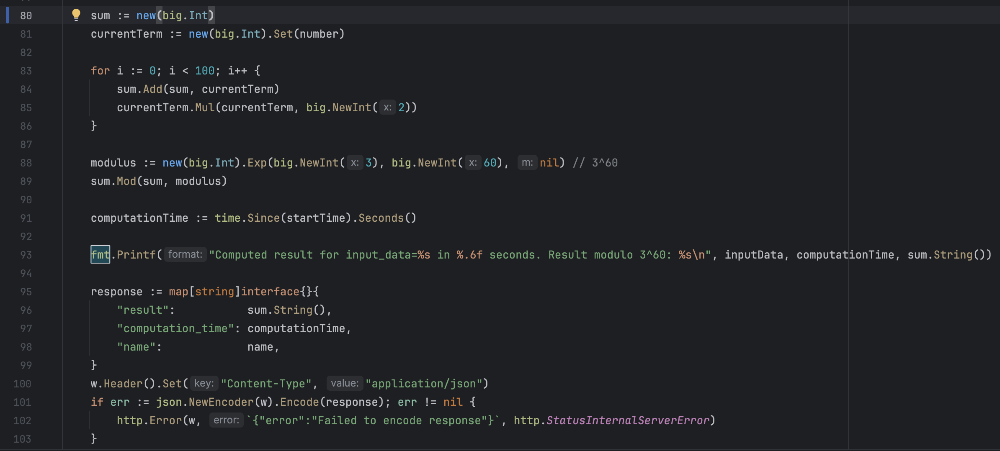 80 sum := new(big.Int)
81 currentTerm := new(big.Int).Set(number)
82
83 for i := 0; i < 100; i++ {
84 sum.Add(sum, currentTerm)
85 currentTerm.Mul(currentTerm, big.NewInt( x: 2))
86 }
87
88 modulus := new(big.Int).Exp(big.NewInt( x: 3), big.NewInt( x: 60), m: nil) // 3^60
89 sum.Mod(sum, modulus)
90
91 computationTime := time.Since(startTime).Seconds()
92
93 fmt.Printf( format: "Computed result for input_data=%s in %.6f seconds. Result modulo 3^60: %s\n", inputData, computationTime, sum.String())
94
95 response := map[string]interface{}{
96 "result": sum.String(),
97 "computation_time": computationTime,
98 "name": name,
99 }
100 w.Header().Set( key: "Content-Type", value: "application/json")
101 if err := json.NewEncoder(w).Encode(response); err != nil {
102 http.Error(w, error: `{"error":"Failed to encode response"}`, http.StatusInternalServerError)
103 }